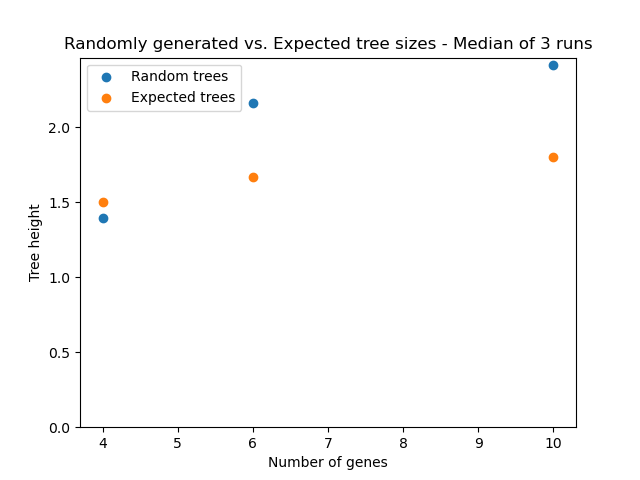 Randomly generated vs. Expected tree sizes - Median of 3 runs
Random trees
Expected trees
2.0
1.5
1.0
0.5
0.0
Tree height
4 5 6 7 8 9 10
Number of genes